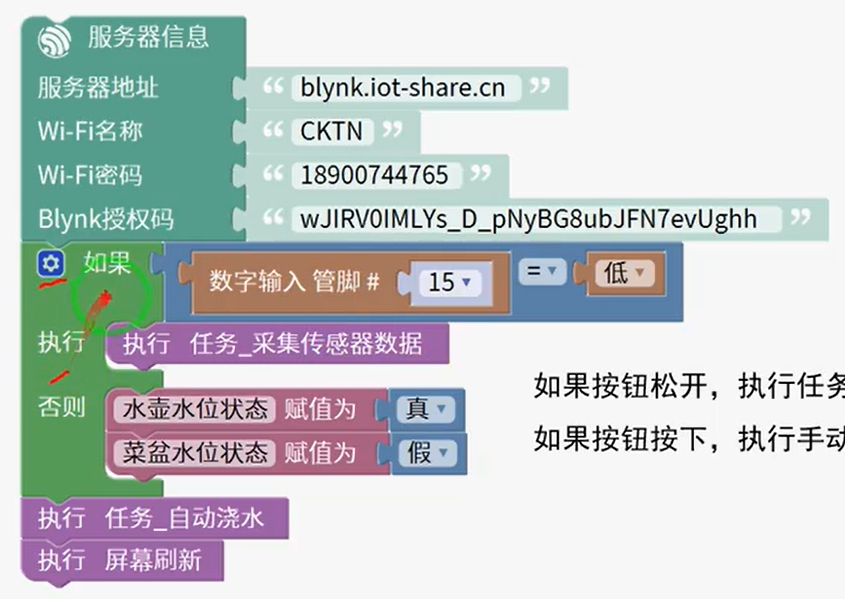 服务器信息
服务器地址 “ blynk.iot-share.cn ”
Wi-Fi名称 “ CKTN ”
Wi-Fi密码 “ 18900744765 ”
Blynk授权码 “ wJIRV0IMLYs_D_pNyBG8ubJFN7evUghh ”
如果 数字输入 管脚 # 15 = 低
执行 执行 任务_采集传感器数据
否则 水壶水位状态 赋值为 真
菜盆水位状态 赋值为 假
如果按钮松开，执行任务
如果按钮按下，执行手动
执行 任务_自动浇水
执行 屏幕刷新